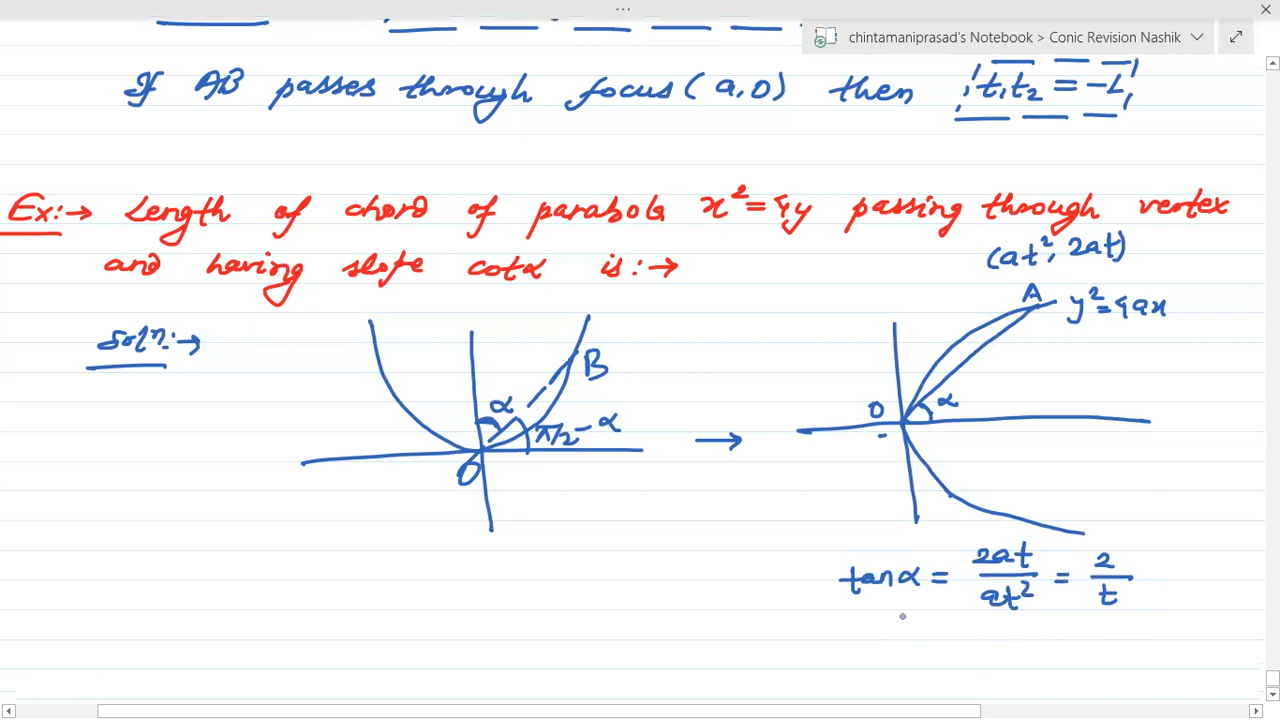 chintamaniprasad's Notebook > Conic Revision Nashik
If AB passes through focus (a,0) then t₁t₂ = -1
Ex:→ Length of chord of parabola x² = 4y passing through vertex
and having slope cotα is:→
(at², 2at)
A
y² = 4ax
Soln:→
B
α
π/2 - α
O
→
O
α
tanα = 2at/at² = 2/t